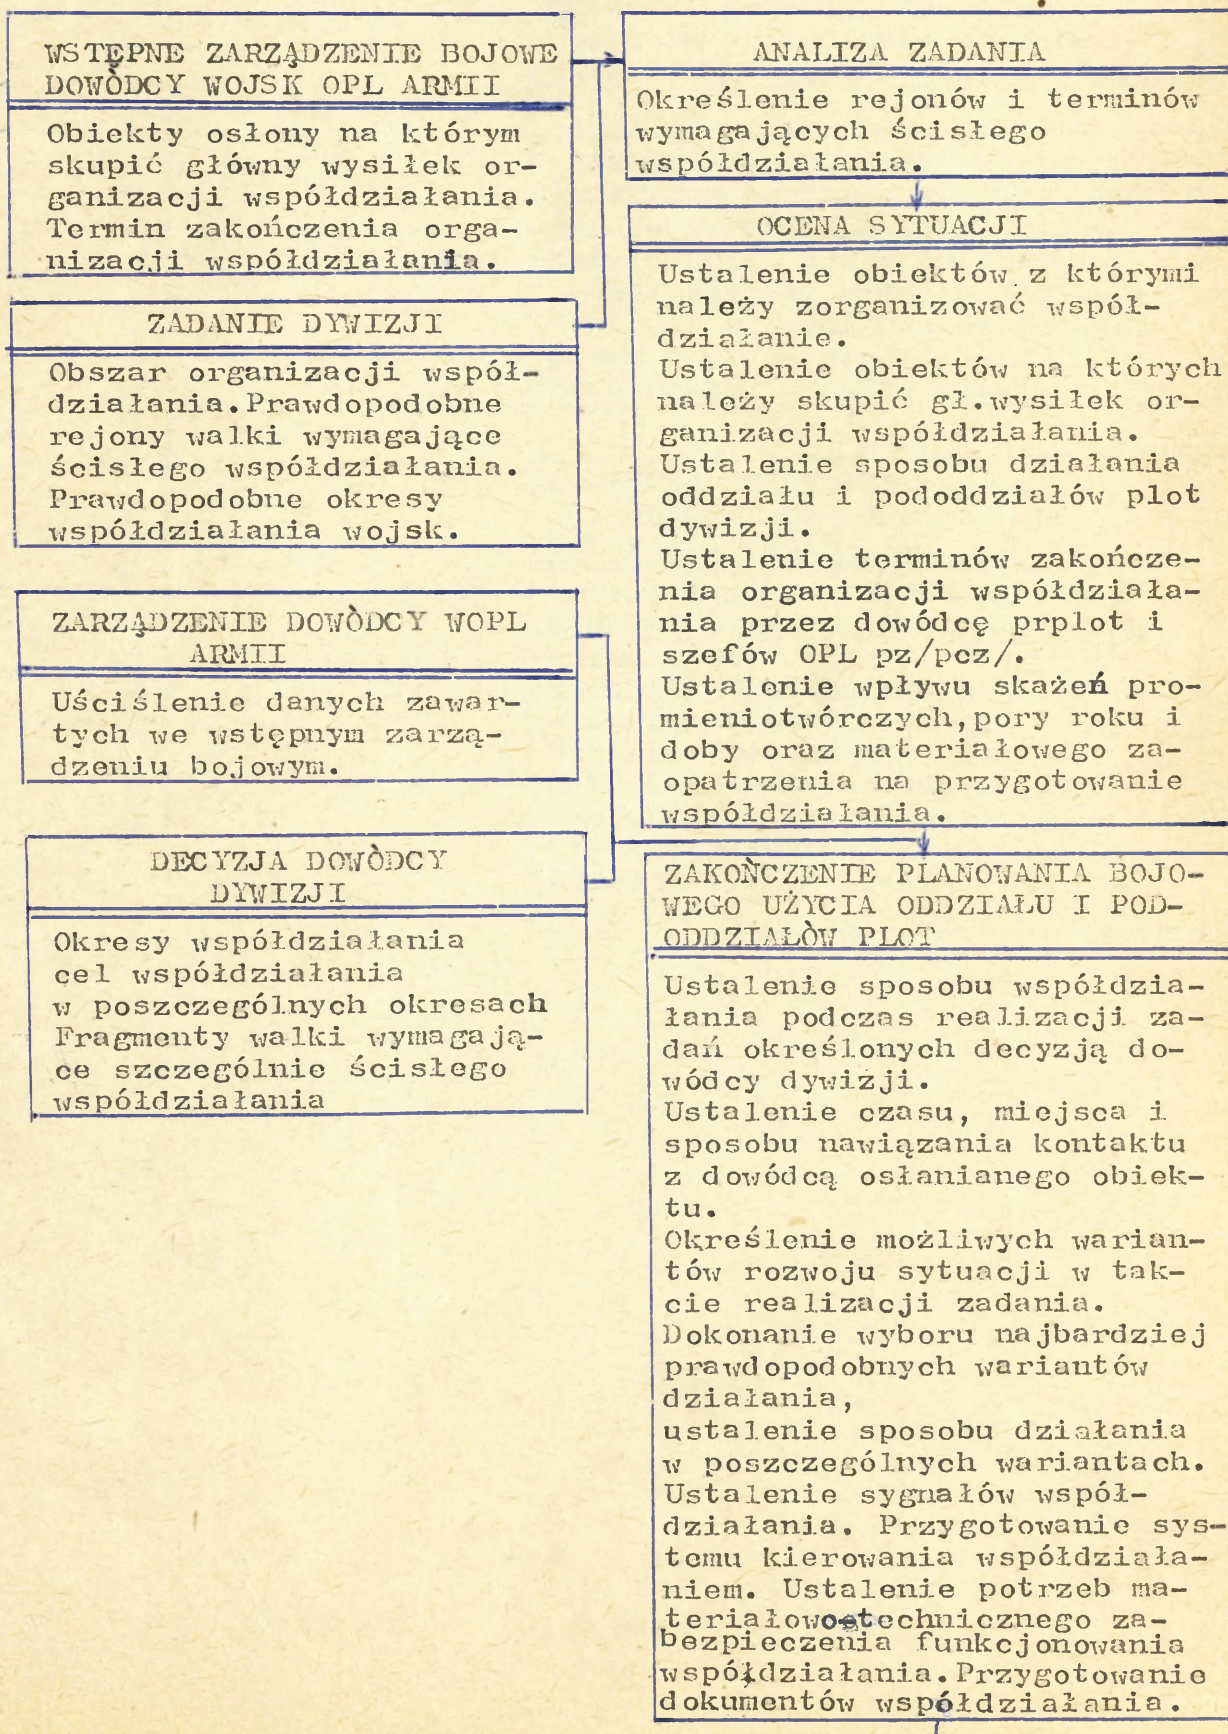 WSTĘPNE ZARZĄDZENIE BOJOWE
DOWÒDCY WOJSK OPL ARMII
Obiekty osłony na którym
skupić główny wysiłek or-
ganizacji współdziałania.
Termin zakończenia orga-
nizacji współdziałania.
ZADANIE DYWIZJI
Obszar organizacji współ-
działania.Prawdopodobne
rejony walki wymagające
ścisłego współdziałania.
Prawdopodobne okresy
współdziałania wojsk.
ZARZĄDZENIE DOWÒDCY WOPL
ARMII
Uściślenie danych zawar-
tych we wstępnym zarzą-
dzeniu bojowym.
DECYZJA DOWÒDCY
DYWIZJI
Okresy współdziałania
cel współdziałania
w poszczególnych okresach
Fragmenty walki wymagają-
ce szczególnie ścisłego
współdziałania
ANALIZA ZADANIA
Określenie rejonów i terminów
wymagających ścisłego
współdziałania.
OCENA SYTUACJI
Ustalenie obiektów z którymi
należy zorganizować współ-
działanie.
Ustalenie obiektów na których
należy skupić gł.wysiłek or-
ganizacji współdziałania.
Ustalenie sposobu działania
oddziału i pododdziałów plot
dywizji.
Ustalenie terminów zakończe-
nia organizacji współdziała-
nia przez dowódcę prplot i
szefów OPL pz/pcz/.
Ustalenie wpływu skażeń pro-
mieniotwórczych,pory roku i
doby oraz materiałowego za-
opatrzenia na przygotowanie
współdziałania.
ZAKOŃCZENIE PLANOWANIA BOJO-
WEGO UŻYCIA ODDZIAŁU I POD-
ODDZIAŁÒW PLOT
Ustalenie sposobu współdzia-
łania podczas realizacji za-
dań określonych decyzją do-
wódcy dywizji.
Ustalenie czasu, miejsca i
sposobu nawiązania kontaktu
z dowódcą osłanianego obiek-
tu.
Określenie możliwych warian-
tów rozwoju sytuacji w tak-
cie realizacji zadania.
Dokonanie wyboru najbardziej
prawdopodobnych wariantów
działania,
ustalenie sposobu działania
w poszczególnych wariantach.
Ustalenie sygnałów współ-
działania. Przygotowanie sys-
temu kierowania współdziała-
niem. Ustalenie potrzeb ma-
teriałowo-technicznego za-
bezpieczenia funkcjonowania
współdziałania.Przygotowanie
dokumentów współdziałania.